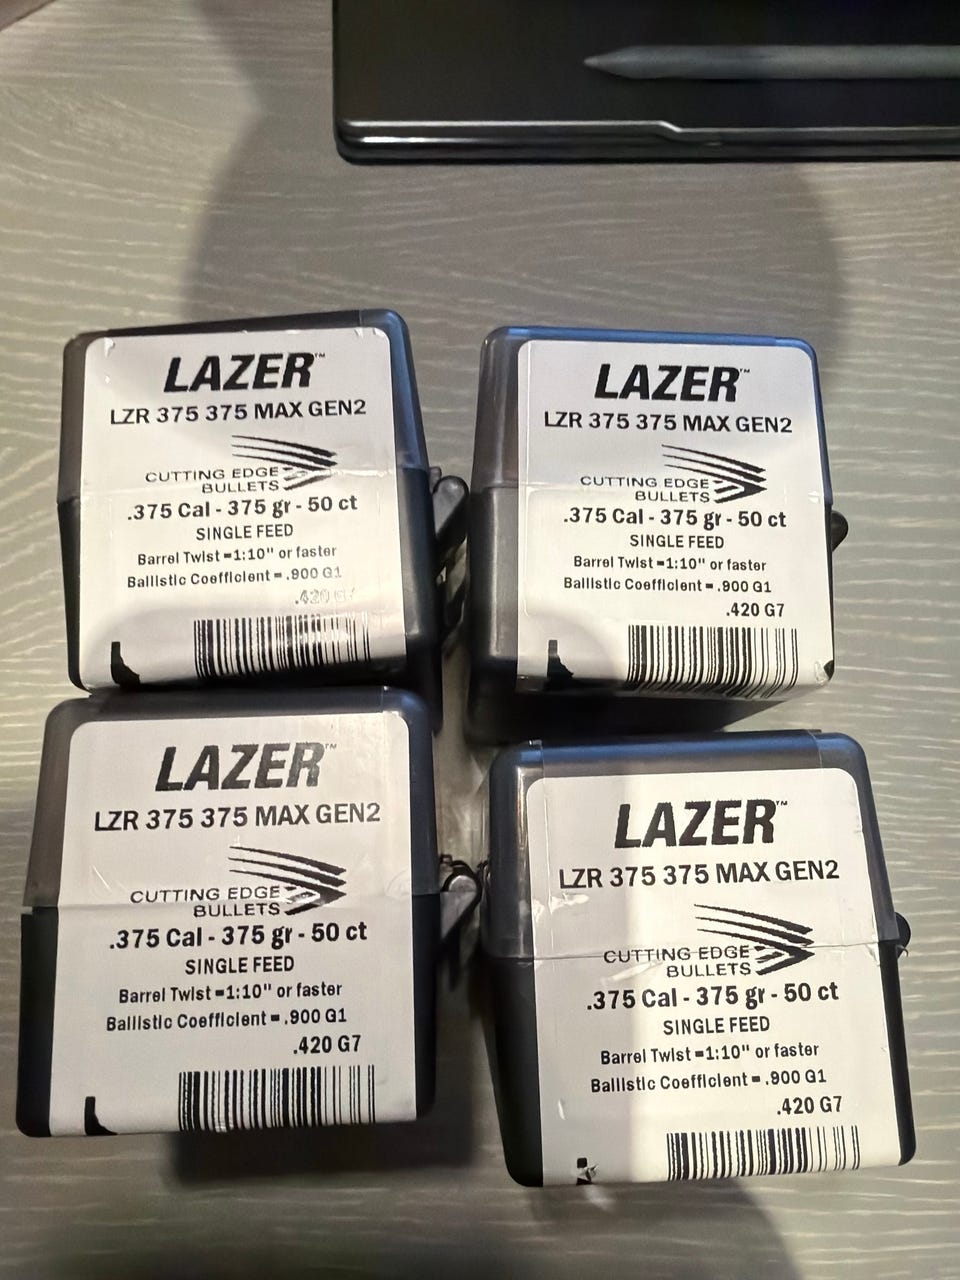 LAZER™
LZR 375 375 MAX GEN2
CUTTING EDGE
BULLETS
.375 Cal - 375 gr - 50 ct
SINGLE FEED
Barrel Twist = 1:10" or faster
Ballistic Coefficient = .900 G1
.420 G7
LAZER™
LZR 375 375 MAX GEN2
CUTTING EDGE
BULLETS
.375 Cal - 375 gr - 50 ct
SINGLE FEED
Barrel Twist = 1:10" or faster
Ballistic Coefficient = .900 G1
.420 G7
LAZER™
LZR 375 375 MAX GEN2
CUTTING EDGE
BULLETS
.375 Cal - 375 gr - 50 ct
SINGLE FEED
Barrel Twist = 1:10" or faster
Ballistic Coefficient = .900 G1
.420 G7
LAZER™
LZR 375 375 MAX GEN2
CUTTING EDGE
BULLETS
.375 Cal - 375 gr - 50 ct
SINGLE FEED
Barrel Twist = 1:10" or faster
Ballistic Coefficient = .900 G1
.420 G7